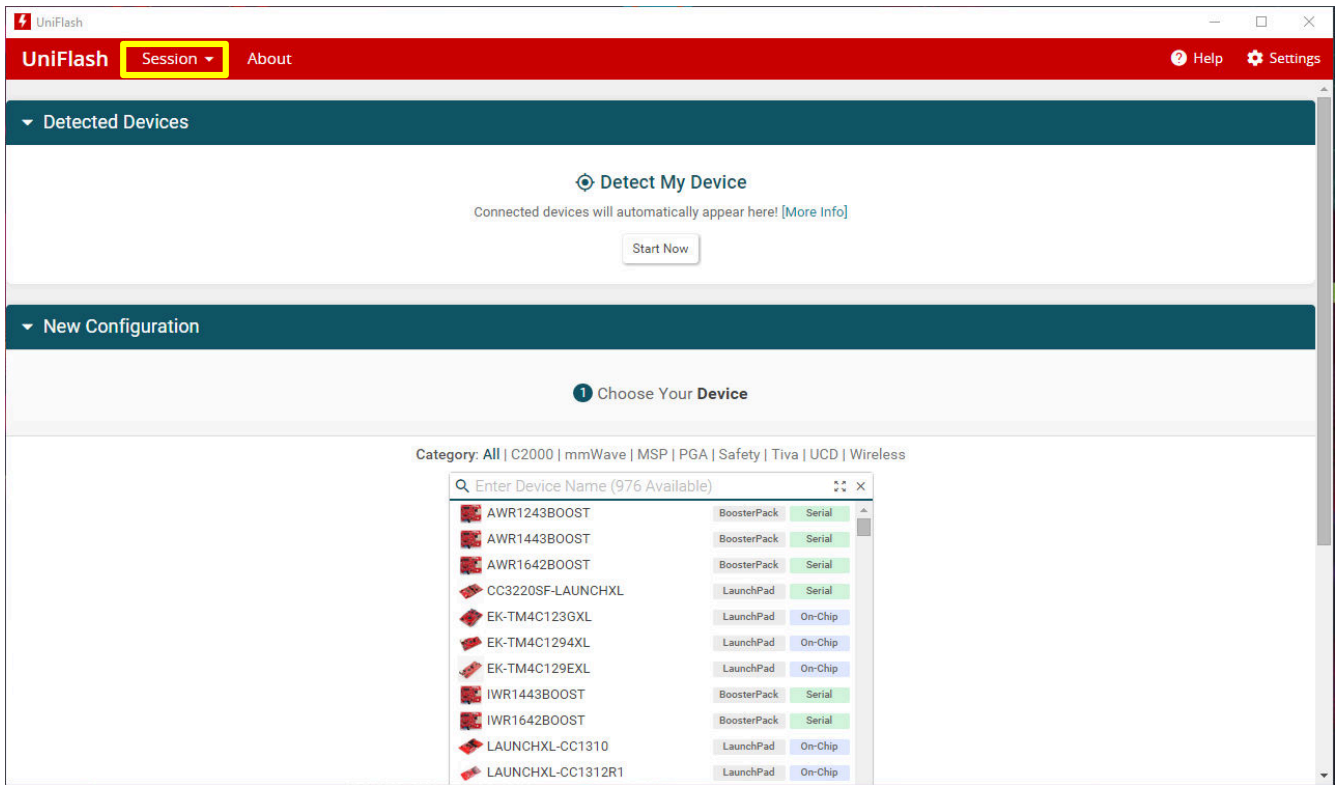 UniFlash
UniFlash Session About Help Settings
Detected Devices
Detect My Device
Connected devices will automatically appear here! [More Info]
Start Now
New Configuration
1 Choose Your Device
Category: All | C2000 | mmWave | MSP | PGA | Safety | Tiva | UCD | Wireless
Enter Device Name (976 Available)
AWR1243BOOST BoosterPack Serial
AWR1443BOOST BoosterPack Serial
AWR1642BOOST BoosterPack Serial
CC3220SF-LAUNCHXL LaunchPad Serial
EK-TM4C123GXL LaunchPad On-Chip
EK-TM4C1294XL LaunchPad On-Chip
EK-TM4C129EXL LaunchPad On-Chip
IWR1443BOOST BoosterPack Serial
IWR1642BOOST BoosterPack Serial
LAUNCHXL-CC1310 LaunchPad On-Chip
LAUNCHXL-CC1312R1 LaunchPad On-Chip